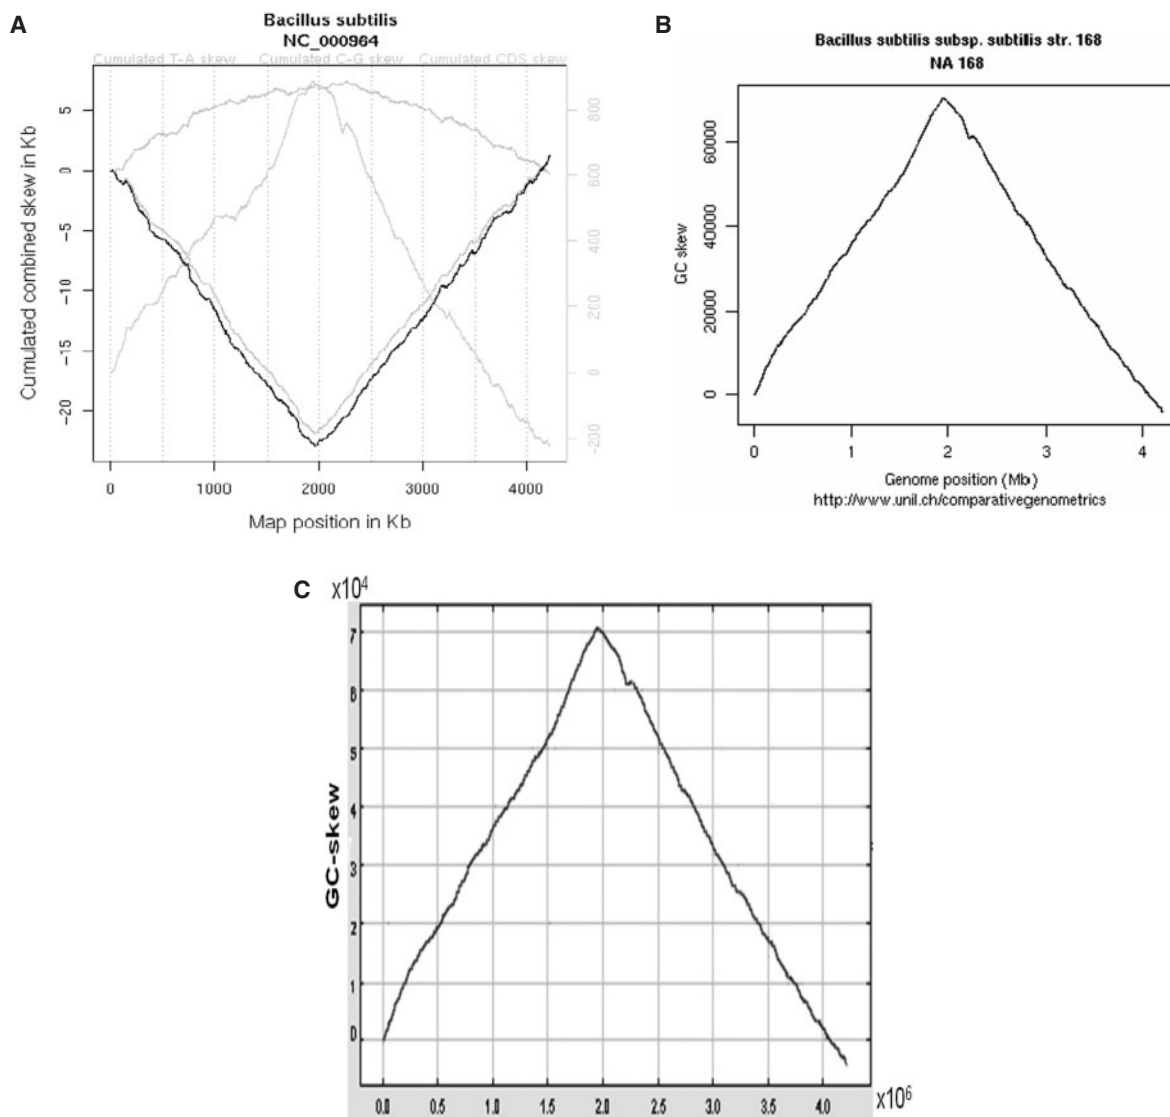 A
Bacillus subtilis
NC_000964
Cumulated T-A skew Cumulated C-G skew Cumulated CDS skew
Cumulated combined skew in Kb
5
0
-5
-10
-15
-20
800
600
400
200
0
-200
0 1000 2000 3000 4000
Map position in Kb
B
Bacillus subtilis subsp. subtilis str. 168
NA 168
GC skew
60000
40000
20000
0
0 1 2 3 4
Genome position (Mb)
http://www.unil.ch/comparativegenometrics
C
x10⁴
GC-skew
7
6
5
4
3
2
1
0
0.0 0.5 1.0 1.5 2.0 2.5 3.0 3.5 4.0
x10⁶